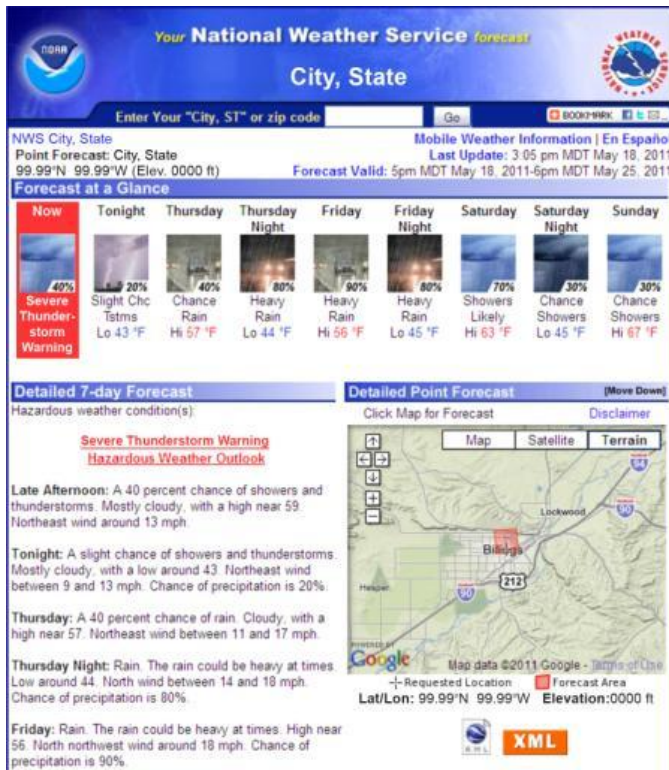 NOAA
Your National Weather Service forecast
City, State
Enter Your "City, ST" or zip code
Go
BOOKMARK
NWS City, State
Mobile Weather Information | En Español
Point Forecast: City, State
Last Update: 3:05 pm MDT May 18, 2011
99.99°N 99.99°W (Elev. 0000 ft)
Forecast Valid: 5pm MDT May 18, 2011-6pm MDT May 25, 2011
Forecast at a Glance
Now
40%
Severe
Thunder-
storm
Warning
Tonight
20%
Slight Chc
Tstms
Lo 43 °F
Thursday
40%
Chance
Rain
Hi 57 °F
Thursday
Night
80%
Heavy
Rain
Lo 44 °F
Friday
90%
Heavy
Rain
Hi 56 °F
Friday
Night
80%
Heavy
Rain
Lo 45 °F
Saturday
70%
Showers
Likely
Hi 63 °F
Saturday
Night
30%
Chance
Showers
Lo 45 °F
Sunday
30%
Chance
Showers
Hi 67 °F
Detailed 7-day Forecast
Hazardous weather condition(s):
Severe Thunderstorm Warning
Hazardous Weather Outlook
Late Afternoon: A 40 percent chance of showers and
thunderstorms. Mostly cloudy, with a high near 59.
Northeast wind around 13 mph.
Tonight: A slight chance of showers and thunderstorms.
Mostly cloudy, with a low around 43. Northeast wind
between 9 and 13 mph. Chance of precipitation is 20%.
Thursday: A 40 percent chance of rain. Cloudy, with a
high near 57. Northeast wind between 11 and 17 mph.
Thursday Night: Rain. The rain could be heavy at times.
Low around 44. North wind between 14 and 18 mph.
Chance of precipitation is 80%.
Friday: Rain. The rain could be heavy at times. High near
56. North northwest wind around 18 mph. Chance of
precipitation is 90%.
Detailed Point Forecast
[Move Down]
Click Map for Forecast
Disclaimer
Map
Satellite
Terrain
94
90
Lockwood
Billings
212
Hesper
90
POWERED BY
Google
Map data ©2011 Google - Terms of Use
Requested Location
Forecast Area
Lat/Lon: 99.99°N 99.99°W Elevation:0000 ft
KML
XML